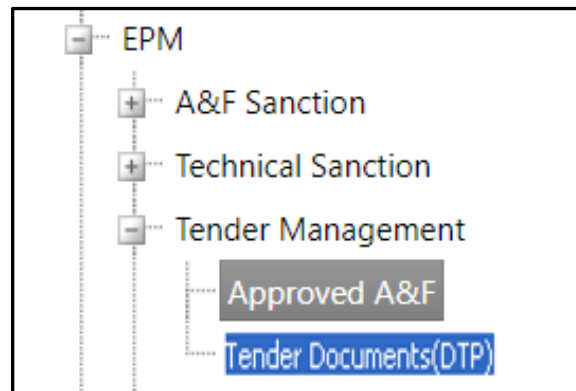 EPM
A&F Sanction
Technical Sanction
Tender Management
Approved A&F
Tender Documents(DTP)